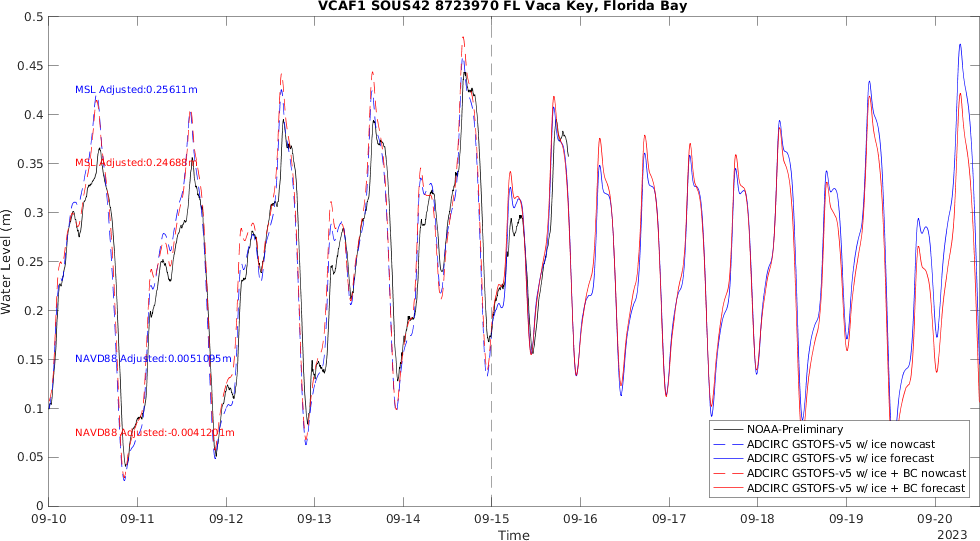 VCAF1 SOUS42 8723970 FL Vaca Key, Florida Bay
0.5
0.45
0.4
0.35
0.3
0.25
0.2
0.15
0.1
0.05
0
Water Level (m)
MSL Adjusted:0.25611m
MSL Adjusted:0.24688m
NAVD88 Adjusted:0.0051095m
NAVD88 Adjusted:-0.0041201m
NOAA-Preliminary
ADCIRC GSTOFS-v5 w/ ice nowcast
ADCIRC GSTOFS-v5 w/ ice forecast
ADCIRC GSTOFS-v5 w/ ice + BC nowcast
ADCIRC GSTOFS-v5 w/ ice + BC forecast
09-10 09-11 09-12 09-13 09-14 09-15 09-16 09-17 09-18 09-19 09-20
Time
2023